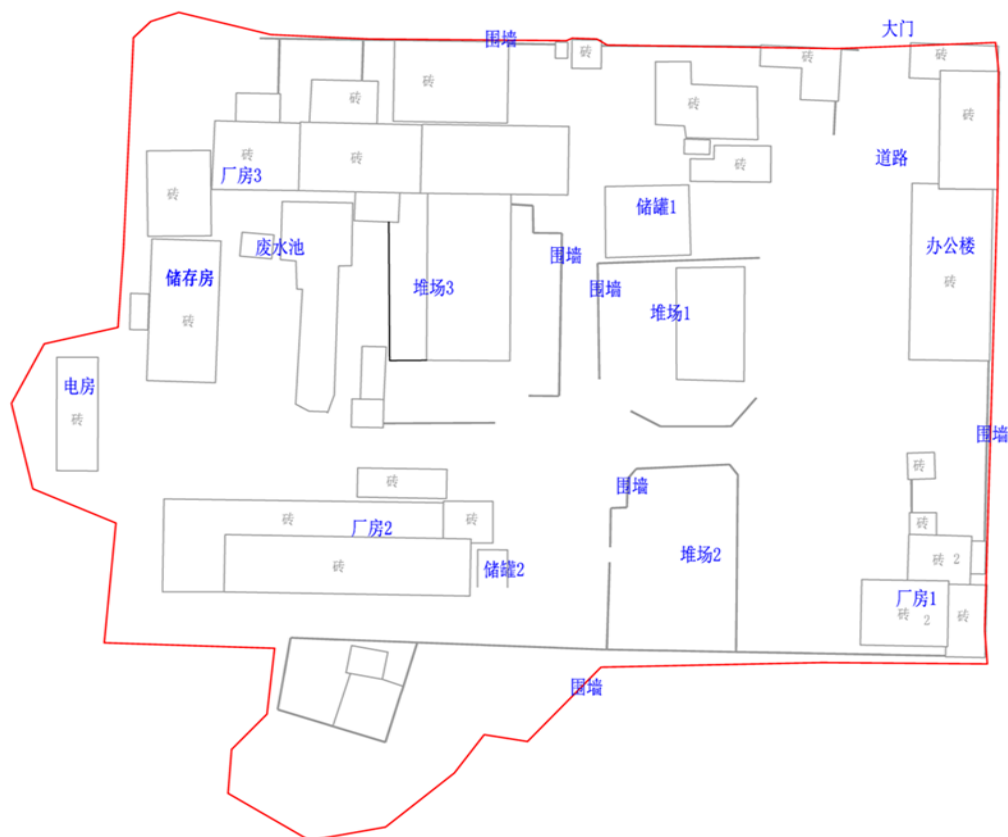 大门
围墙
砖
砖
砖
砖
砖
砖
砖
砖
道路
砖
砖
砖
厂房3
砖
储罐1
办公楼
围墙
废水池
围墙
储存房
堆场3
堆场1
砖
砖
电房
砖
围墙
砖
砖
围墙
砖
砖
厂房2
砖
堆场2
砖 2
储罐2
砖
厂房1
砖 2
砖
围墙